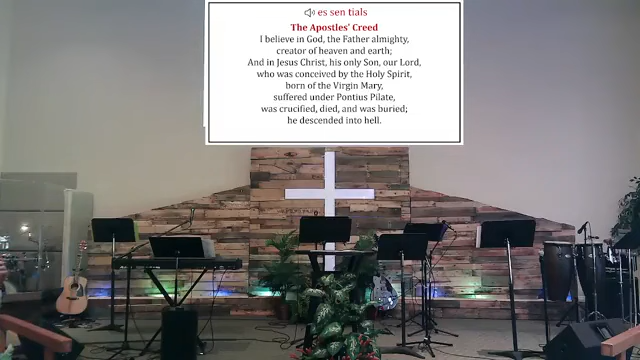 es sen tials
The Apostles' Creed
I believe in God, the Father almighty,
creator of heaven and earth;
And in Jesus Christ, his only Son, our Lord,
who was conceived by the Holy Spirit,
born of the Virgin Mary,
suffered under Pontius Pilate,
was crucified, died, and was buried;
he descended into hell.